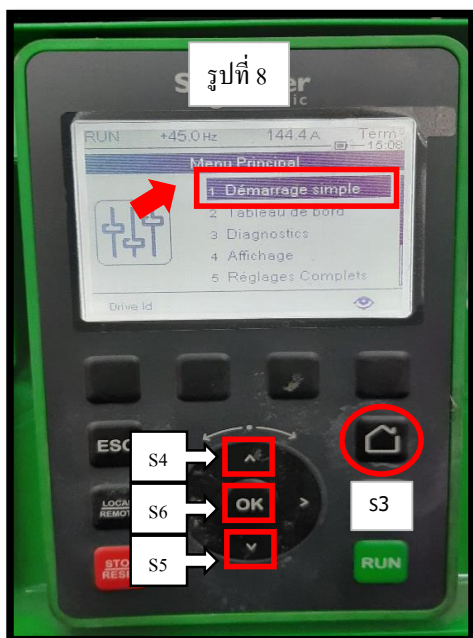 รูปที่ 8
RUN +45.0 Hz 144.4 A Term
15:08
Menu Principal
1 Démarrage simple
2 Tableau de bord
3 Diagnostics
4 Affichage
5 Réglages Complets
Drive Id
ESC
S4
LOCAL
REMOTE
S6
OK
S3
STOP
RESET
S5
RUN